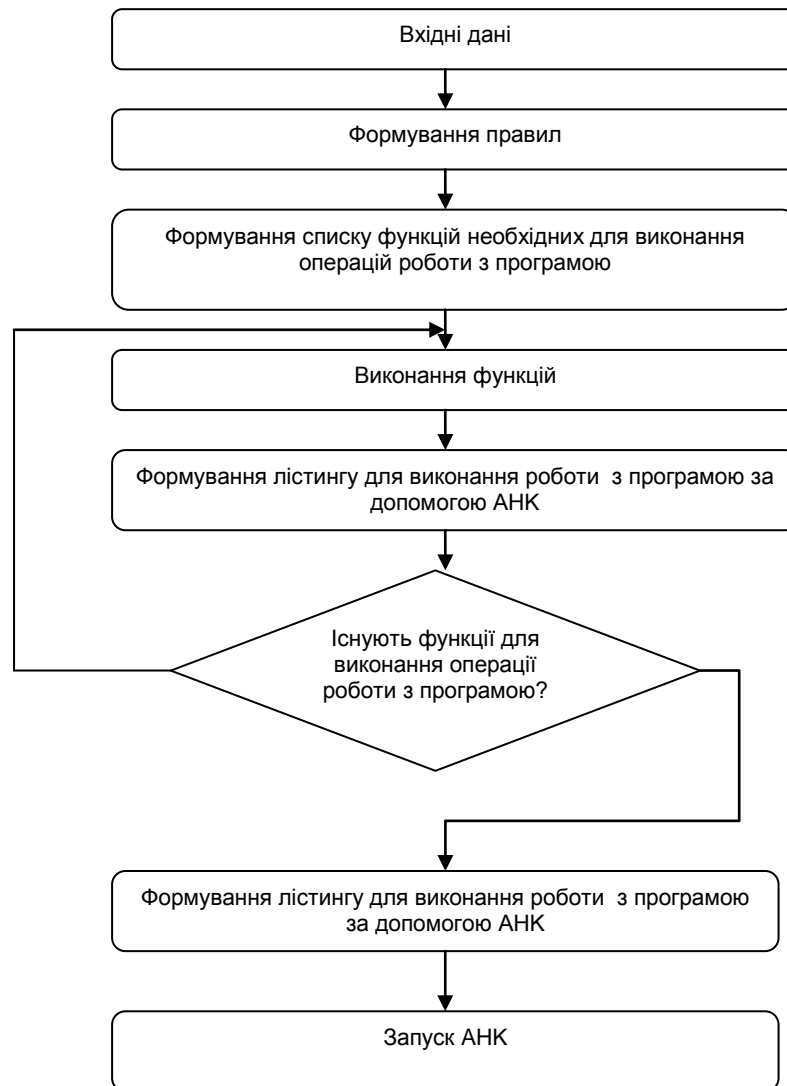 Вхідні дані
Формування правил
Формування списку функцій необхідних для виконання
операцій роботи з програмою
Виконання функцій
Формування лістингу для виконання роботи з програмою за
допомогою АНК
Існують функції для
виконання операції
роботи з програмою?
Формування лістингу для виконання роботи з програмою
за допомогою АНК
Запуск АНК